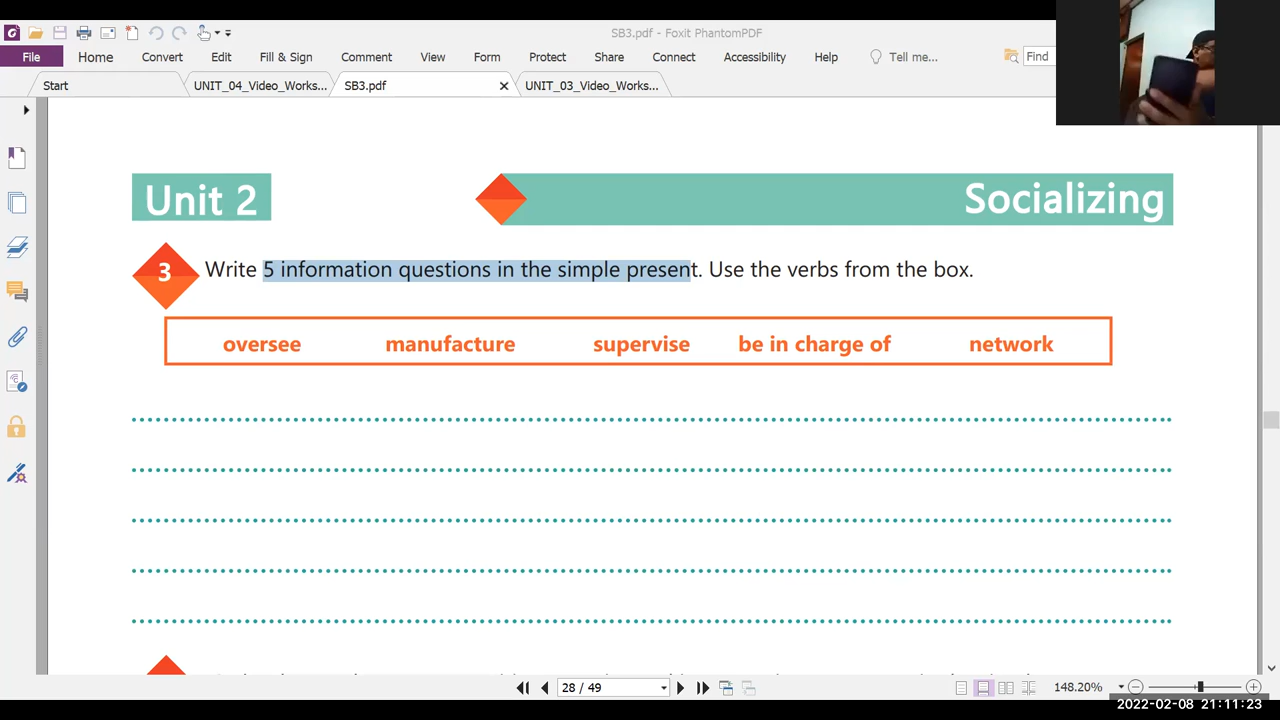 SB3.pdf - Foxit PhantomPDF
File Home Convert Edit Fill & Sign Comment View Form Protect Share Connect Accessibility Help Tell me... Find
Start UNIT_04_Video_Works... SB3.pdf UNIT_03_Video_Works...
Unit 2 Socializing
3 Write 5 information questions in the simple present. Use the verbs from the box.
oversee manufacture supervise be in charge of network
28 / 49 148.20%
2022-02-08 21:11:23